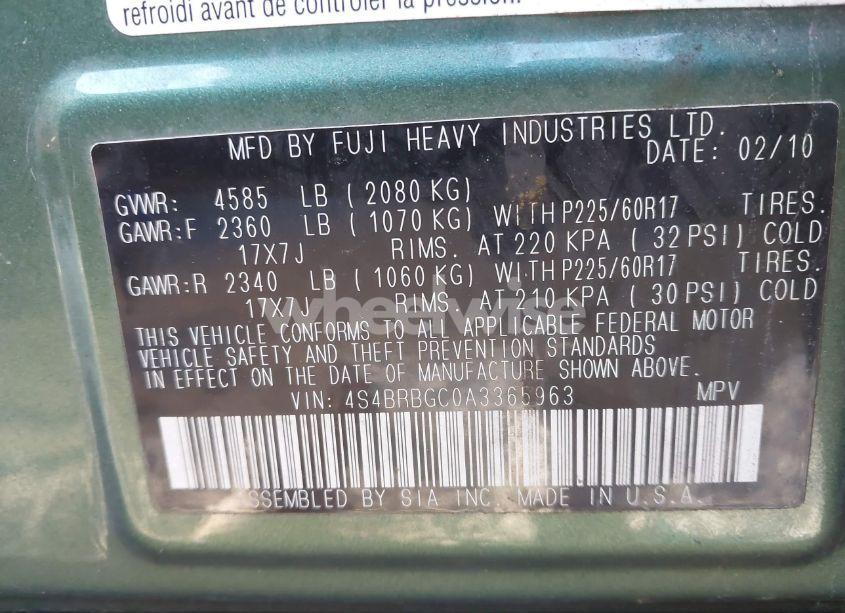 refroidi avant de contrôler la pression.
MFD BY FUJI HEAVY INDUSTRIES LTD.
DATE: 02/10
GVWR: 4585 LB ( 2080 KG)
GAWR:F 2360 LB ( 1070 KG) WITH P225/60R17 TIRES.
17X7J RIMS. AT 220 KPA ( 32 PSI) COLD
GAWR:R 2340 LB ( 1060 KG) WITH P225/60R17 TIRES.
17X7J RIMS. AT 210 KPA ( 30 PSI) COLD
wheelwise
THIS VEHICLE CONFORMS TO ALL APPLICABLE FEDERAL MOTOR
VEHICLE SAFETY AND THEFT PREVENTION STANDARDS
IN EFFECT ON THE DATE OF MANUFACTURE SHOWN ABOVE.
VIN: 4S4BRBGC0A3365963 MPV
ASSEMBLED BY SIA INC. MADE IN U.S.A.